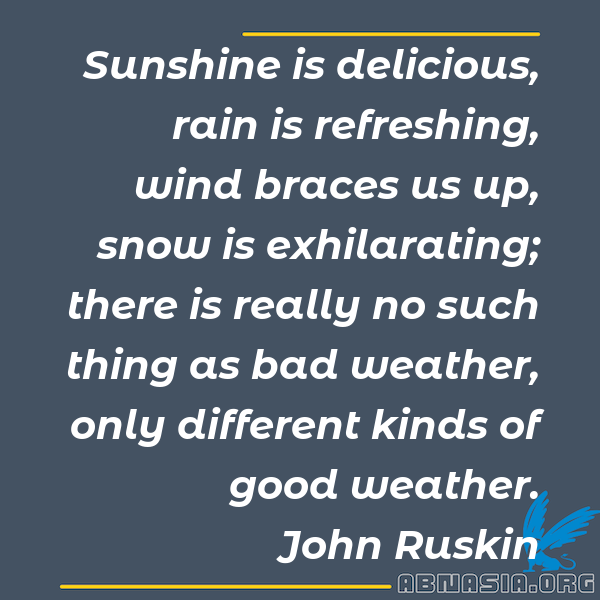 Sunshine is delicious,
rain is refreshing,
wind braces us up,
snow is exhilarating;
there is really no such
thing as bad weather,
only different kinds of
good weather.
John Ruskin
ABNASIA.ORG